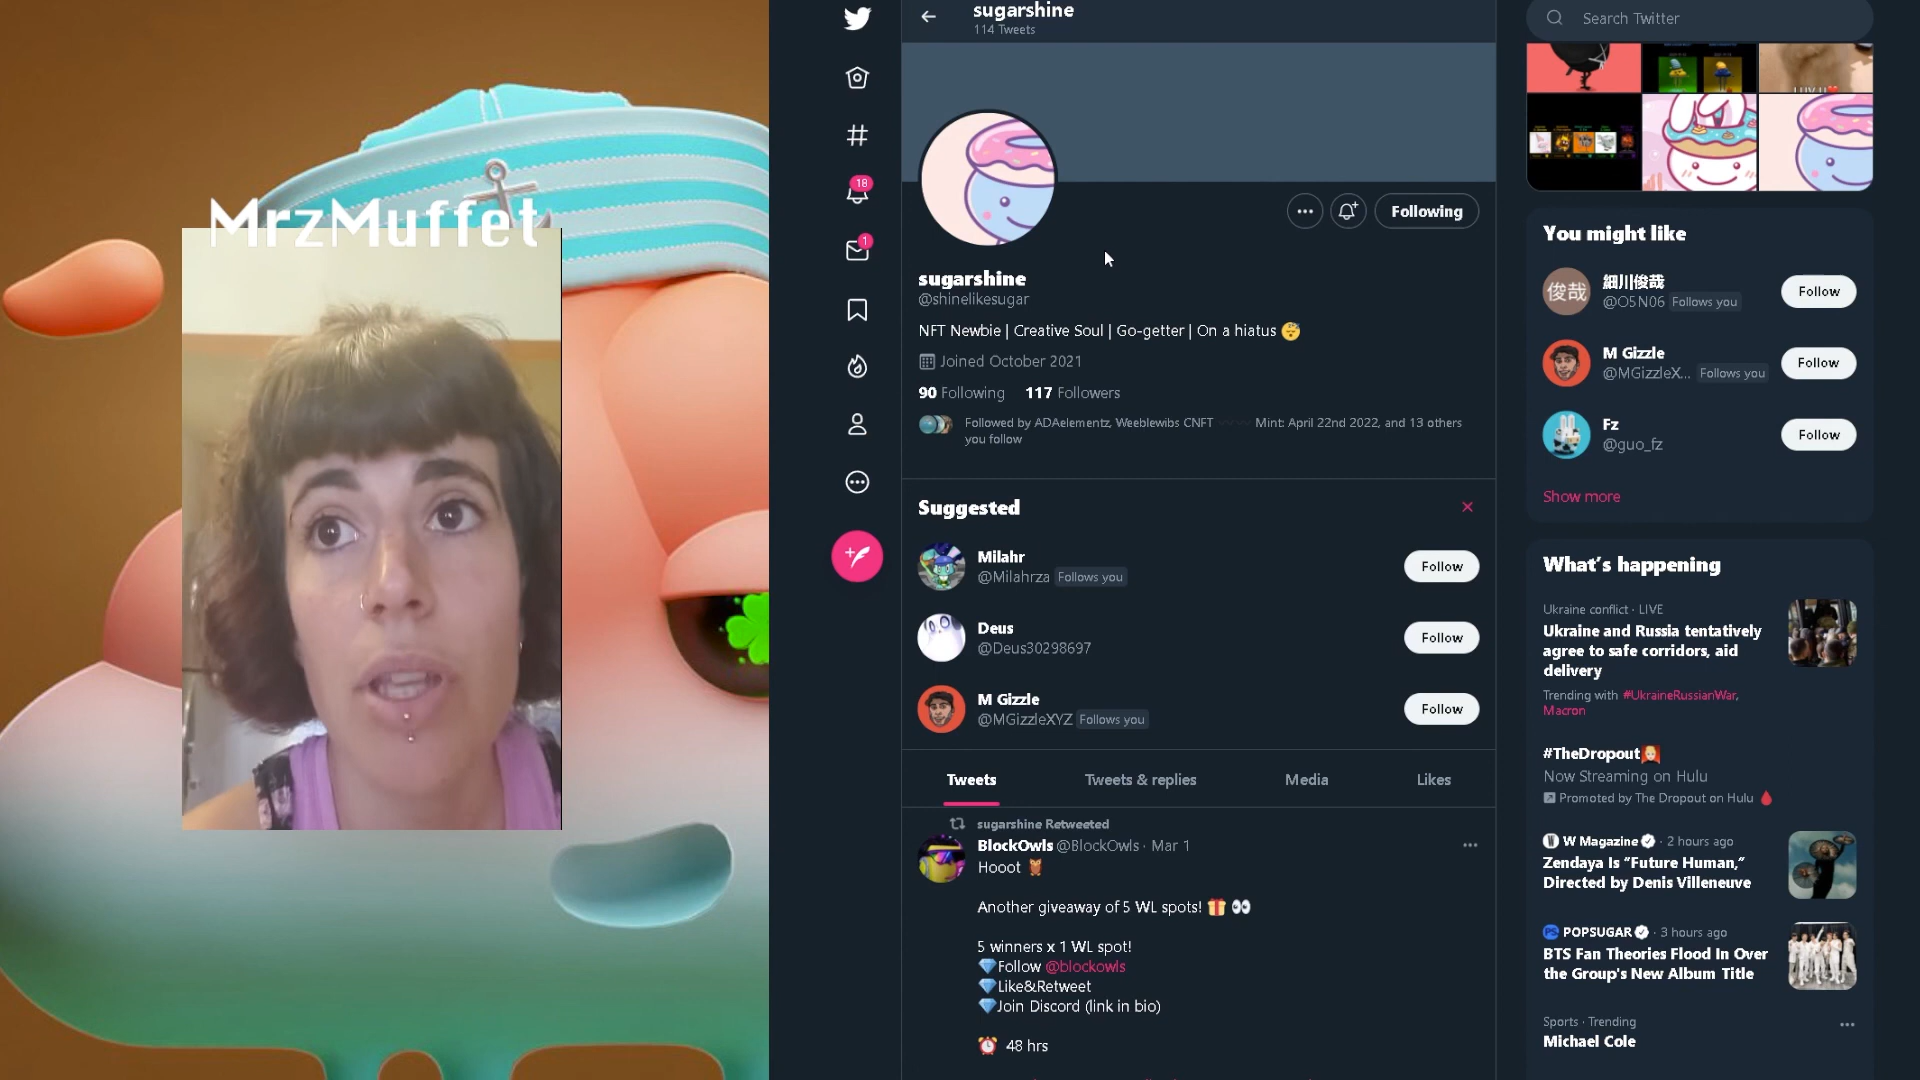 MrzMuffet
sugarshine
114 Tweets
18
1
Following
sugarshine
@shinelikesugar
NFT Newbie | Creative Soul | Go-getter | On a hiatus 😴
Joined October 2021
90 Following 117 Followers
Followed by ADAelementz, Weeblewibs CNFT Mint: April 22nd 2022, and 13 others
you follow
Suggested
Milahr
@Milahrza Follows you
Follow
Deus
@Deus30298697
Follow
M Gizzle
@MGizzleXYZ Follows you
Follow
Tweets Tweets & replies Media Likes
sugarshine Retweeted
BlockOwls @BlockOwls · Mar 1
Hooot 🦉
Another giveaway of 5 WL spots! 🎁 👀
5 winners x 1 WL spot!
💎Follow @blockowls
💎Like&Retweet
💎Join Discord (link in bio)
⏰ 48 hrs
Search Twitter
You might like
俊哉
細川俊哉
@O5N06 Follows you
Follow
M Gizzle
@MGizzleX... Follows you
Follow
Fz
@guo_fz
Follow
Show more
What's happening
Ukraine conflict · LIVE
Ukraine and Russia tentatively
agree to safe corridors, aid
delivery
Trending with #UkraineRussianWar,
Macron
#TheDropout
Now Streaming on Hulu
Promoted by The Dropout on Hulu 🩸
W Magazine · 2 hours ago
Zendaya Is “Future Human,”
Directed by Denis Villeneuve
POPSUGAR · 3 hours ago
BTS Fan Theories Flood In Over
the Group's New Album Title
Sports · Trending
Michael Cole